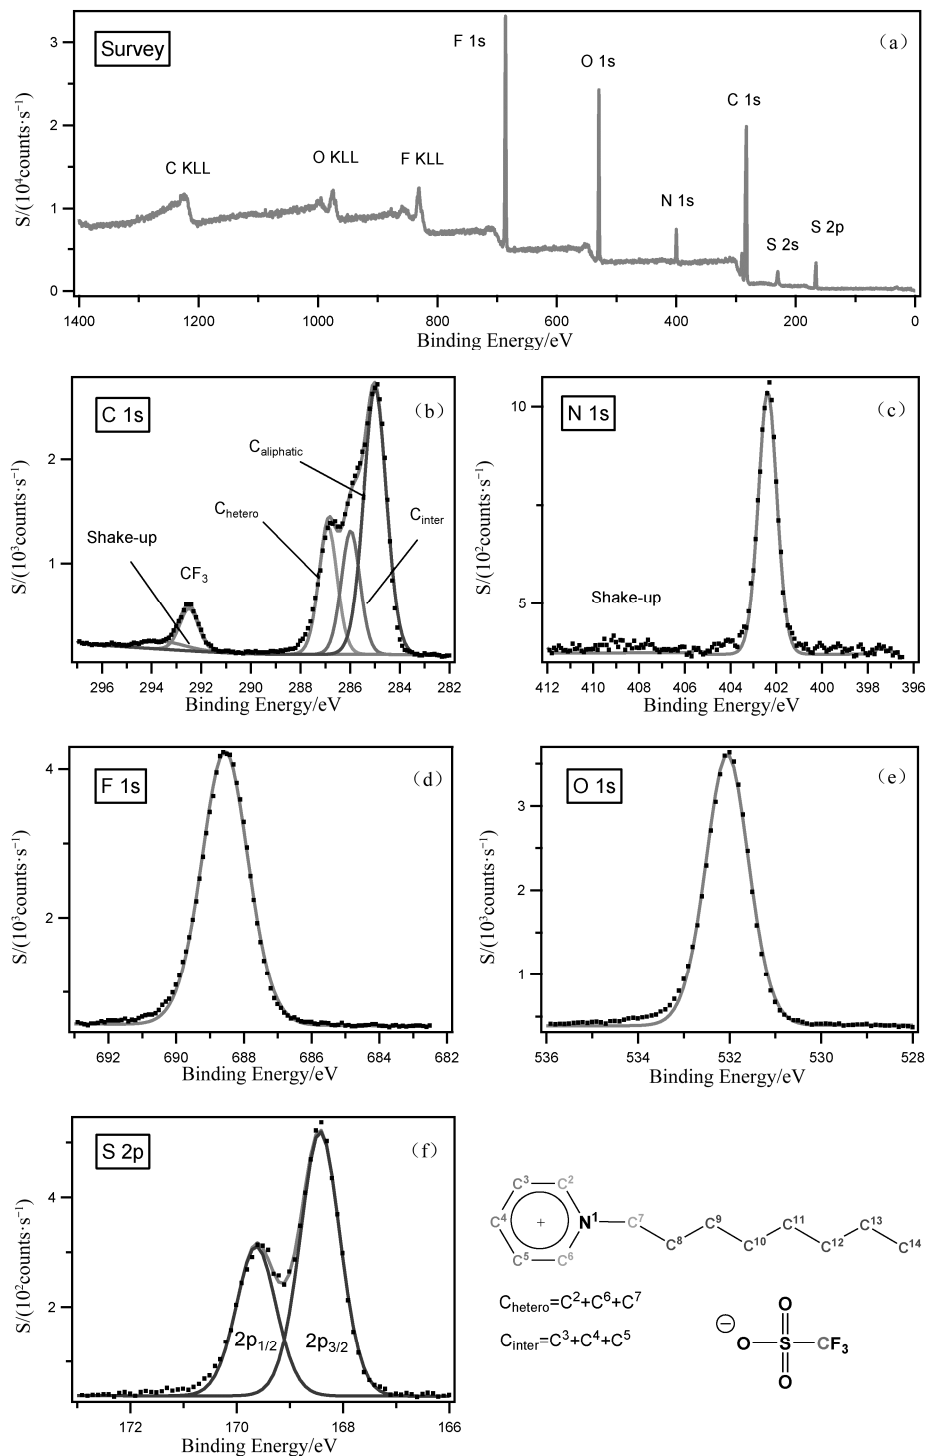 Survey
(a)
F 1s
O 1s
C 1s
C KLL
O KLL
F KLL
N 1s
S 2s
S 2p
S/(10⁴counts·s⁻¹)
3
2
1
0
1400 1200 1000 800 600 400 200 0
Binding Energy/eV
C 1s
(b)
C_aliphatic
C_hetero
C_inter
Shake-up
CF₃
S/(10³counts·s⁻¹)
2
1
296 294 292 290 288 286 284 282
Binding Energy/eV
N 1s
(c)
Shake-up
S/(10²counts·s⁻¹)
10
5
412 410 408 406 404 402 400 398 396
Binding Energy/eV
F 1s
(d)
S/(10³counts·s⁻¹)
4
2
692 690 688 686 684 682
Binding Energy/eV
O 1s
(e)
S/(10³counts·s⁻¹)
3
2
1
536 534 532 530 528
Binding Energy/eV
S 2p
(f)
2p₁/₂ 2p₃/₂
S/(10²counts·s⁻¹)
4
2
172 170 168 166
Binding Energy/eV
C³ C²
C⁴ N¹ C⁷ C⁹ C¹¹ C¹³
C⁵ C⁶ C⁸ C¹⁰ C¹² C¹⁴
+
C_hetero=C²+C⁶+C⁷
C_inter=C³+C⁴+C⁵
O
−
O S CF₃
O